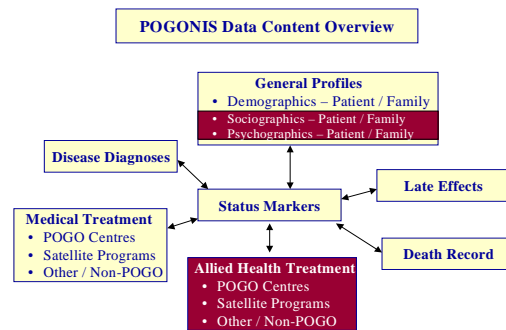 POGONIS Data Content Overview
General Profiles
• Demographics – Patient / Family
• Sociographics – Patient / Family
• Psychographics – Patient / Family
Disease Diagnoses
Late Effects
Status Markers
Medical Treatment
• POGO Centres
• Satellite Programs
• Other / Non-POGO
Death Record
Allied Health Treatment
• POGO Centres
• Satellite Programs
• Other / Non-POGO